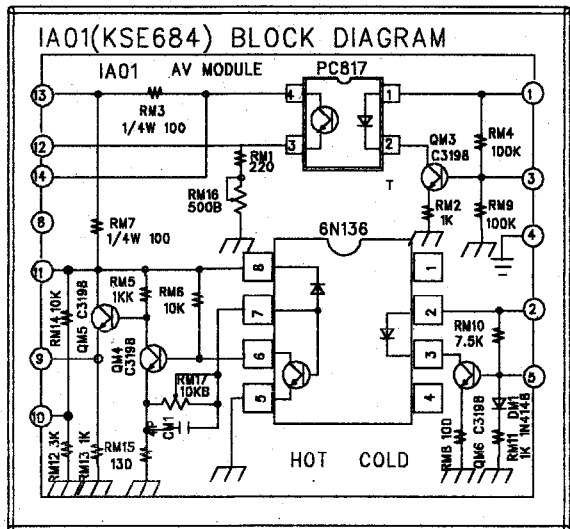 IA01(KSE684) BLOCK DIAGRAM
IA01 AV MODULE
PC817
13
4
1
1
RM3
1/4W 100
QM3
C3198
RM4
100K
12
3
2
RM1
220
14
3
T
RM16
500B
RM2
1K
RM9
100K
8
RM7
1/4W 100
6N136
4
11
8
1
RM5
1KK
RM6
10K
RM14 10K
QM5 C3198
7
2
2
RM10
7.5K
9
QM4
C3198
6
3
5
RM17
10KB
10
CM1
5
4
RM12 3K
RM13 1K
RM15
130
HOT COLD
RM8 100
QM6 C3198
RM11
1K
DM1
1N4148